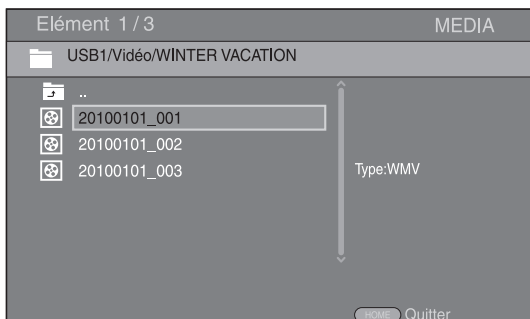 Elément 1 / 3 MEDIA
USB1/Vidéo/WINTER VACATION
..
20100101_001
20100101_002
20100101_003
Type:WMV
HOME Quitter